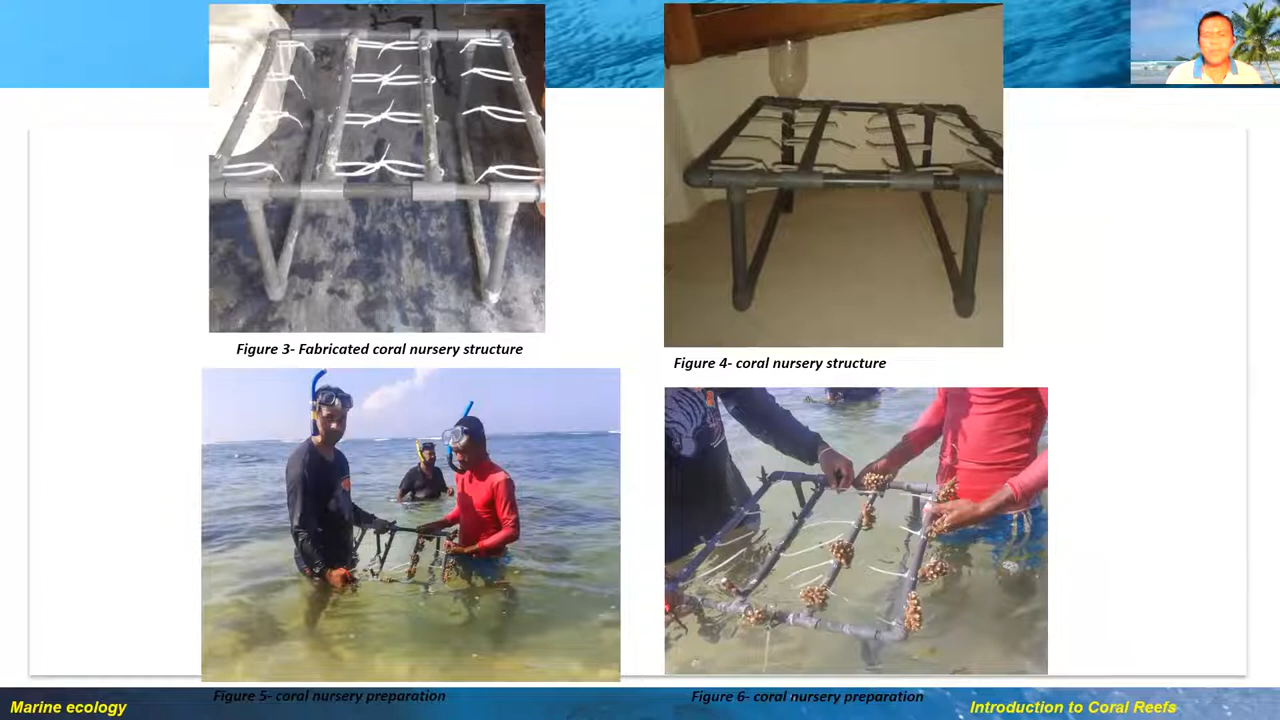 Figure 3- Fabricated coral nursery structure
Figure 4- coral nursery structure
Figure 5- coral nursery preparation
Figure 6- coral nursery preparation
Marine ecology
Introduction to Coral Reefs